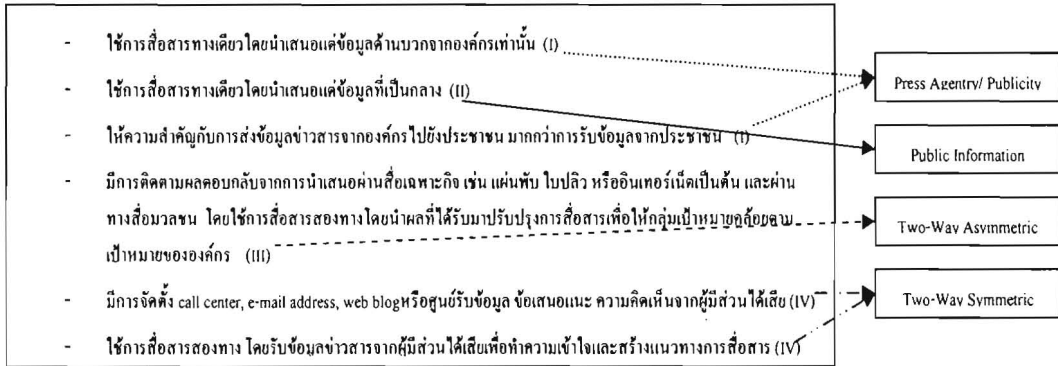 - ใช้การสื่อสารทางเดียวโดยนำเสนอแต่ข้อมูลด้านบวกจากองค์กรเท่านั้น (I)
- ใช้การสื่อสารทางเดียวโดยนำเสนอแต่ข้อมูลที่เป็นกลาง (II)
- ให้ความสำคัญกับการส่งข้อมูลข่าวสารจากองค์กรไปยังประชาชน มากกว่าการรับข้อมูลจากประชาชน (I)
- มีการติดตามผลตอบกลับจากการนำเสนอผ่านสื่อเฉพาะกิจ เช่น แผ่นพับ ใบปลิว หรืออินเทอร์เน็ตเป็นต้น และผ่าน
ทางสื่อมวลชน โดยใช้การสื่อสารสองทางโดยนำผลที่ได้รับมาปรับปรุงการสื่อสารเพื่อให้กลุ่มเป้าหมายคล้อยตาม
เป้าหมายขององค์กร (III)
- มีการจัดตั้ง call center, e-mail address, web blogหรือศูนย์รับข้อมูล ข้อเสนอแนะ ความคิดเห็นจากผู้มีส่วนได้เสีย (IV)
- ใช้การสื่อสารสองทาง โดยรับข้อมูลข่าวสารจากผู้มีส่วนได้เสียเพื่อทำความเข้าใจและสร้างแนวทางการสื่อสาร (IV)
Press Agentry/ Publicity
Public Information
Two-Way Asymmetric
Two-Way Symmetric